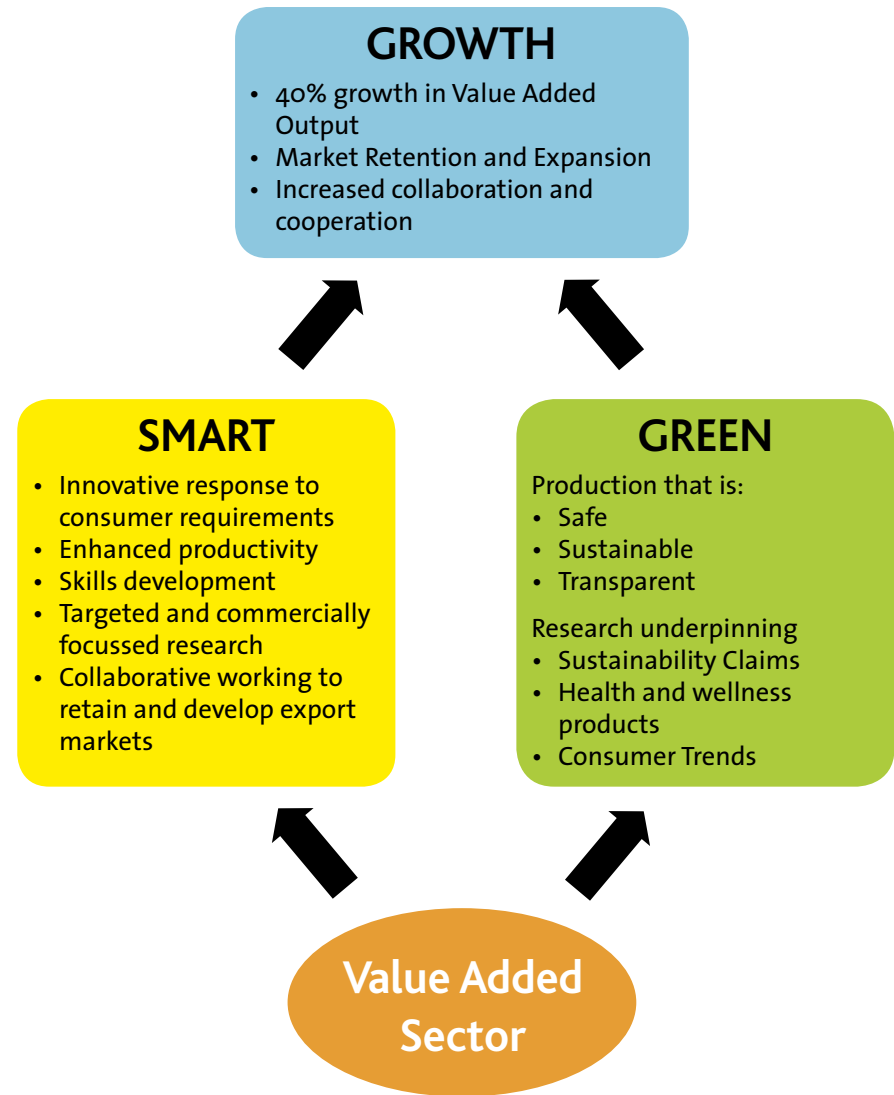 GROWTH
• 40% growth in Value Added
Output
• Market Retention and Expansion
• Increased collaboration and
cooperation
SMART
• Innovative response to
consumer requirements
• Enhanced productivity
• Skills development
• Targeted and commercially
focussed research
• Collaborative working to
retain and develop export
markets
GREEN
Production that is:
• Safe
• Sustainable
• Transparent
Research underpinning
• Sustainability Claims
• Health and wellness
products
• Consumer Trends
Value Added
Sector